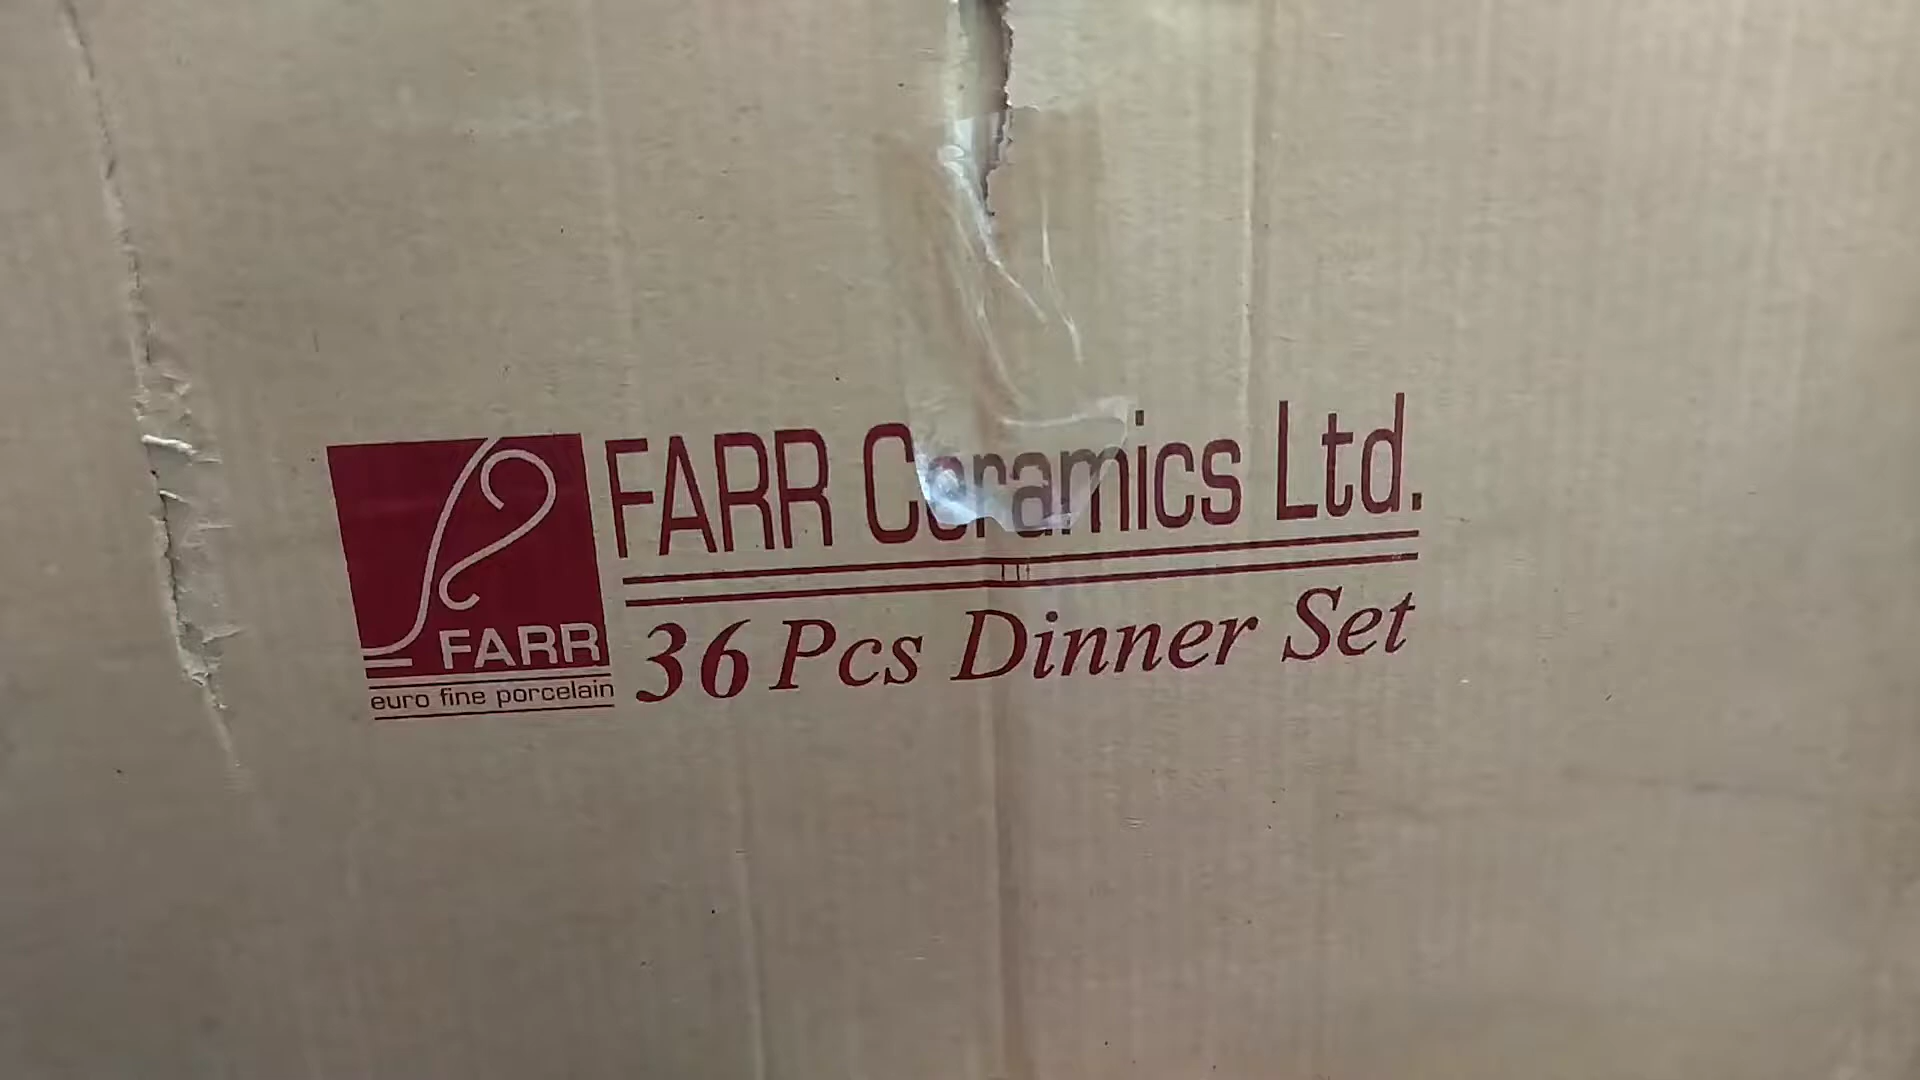 FARR Ceramics Ltd.
36 Pcs Dinner Set
FARR
euro fine porcelain